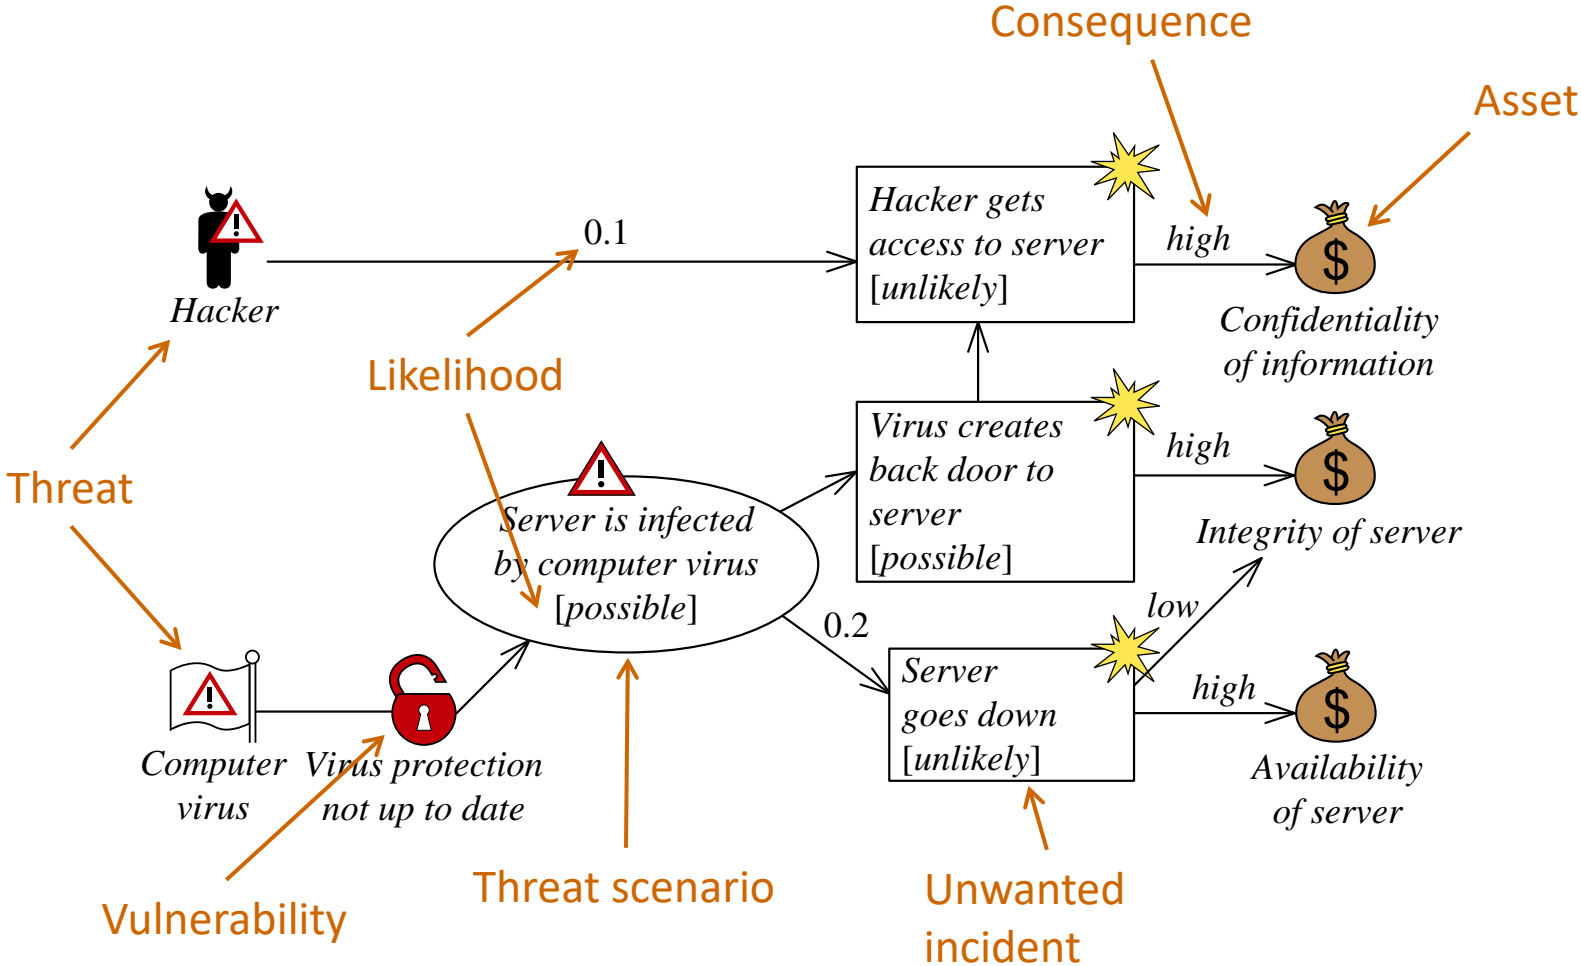 Consequence
Asset
Hacker gets
access to server
[unlikely]
0.1
high
$
Hacker
Confidentiality
of information
Likelihood
Virus creates
back door to
server
[possible]
high
$
Threat
Server is infected
by computer virus
[possible]
Integrity of server
low
0.2
Server
goes down
[unlikely]
high
$
Computer
virus
Virus protection
not up to date
Availability
of server
Threat scenario
Unwanted
incident
Vulnerability